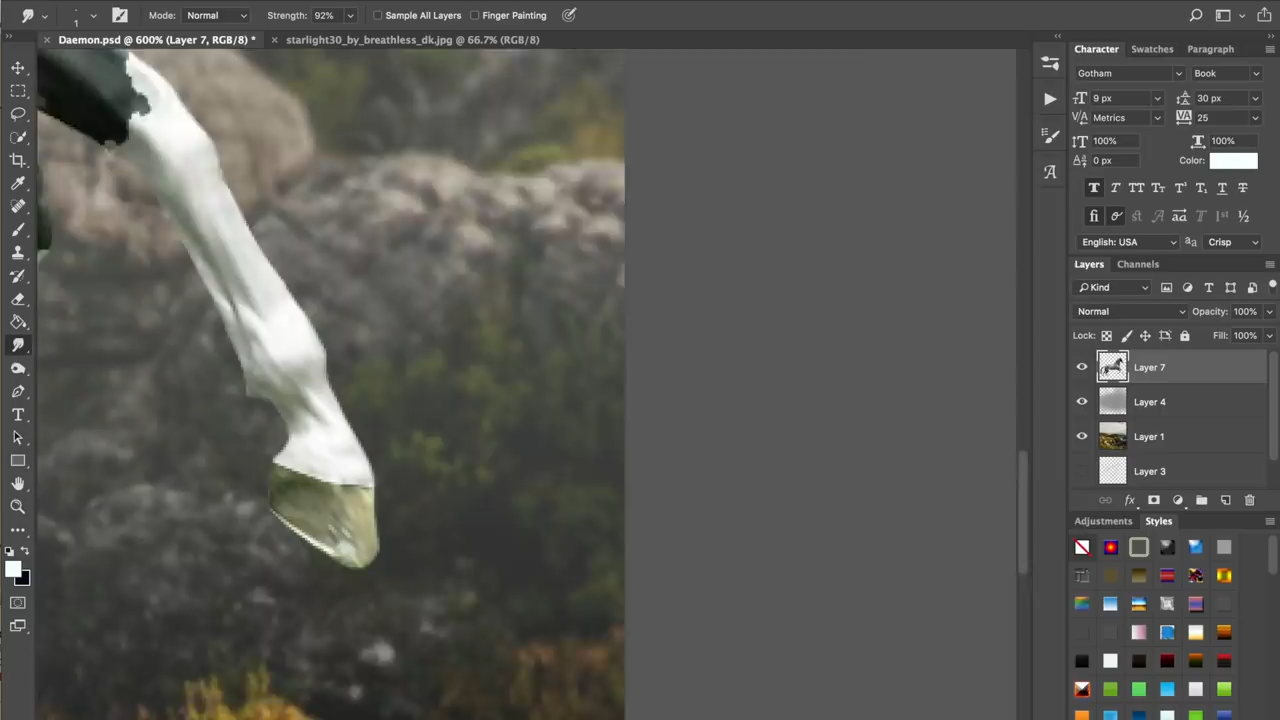 1 Mode: Normal Strength: 92% Sample All Layers Finger Painting
× Daemon.psd @ 600% (Layer 7, RGB/8) * × starlight30_by_breathless_dk.jpg @ 66.7% (RGB/8)
Character Swatches Paragraph
Gotham Book
9 px 30 px
Metrics 25
100% 100%
0 px Color:
English: USA Crisp
Layers Channels
Kind
Normal Opacity: 100%
Lock: Fill: 100%
Layer 7
Layer 4
Layer 1
Layer 3
fx
Adjustments Styles